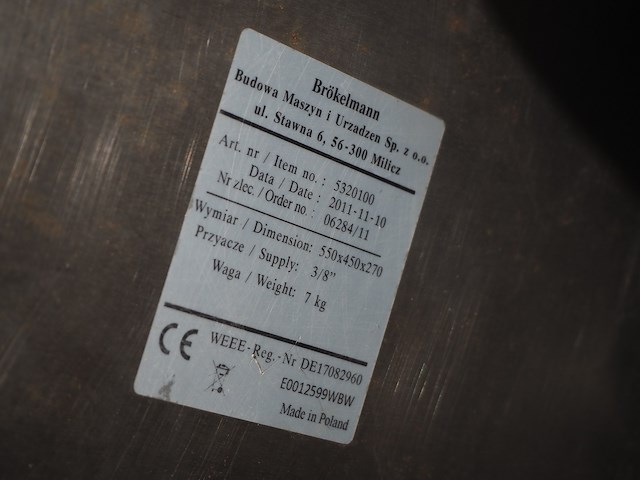 Brökelmann
Budowa Maszyn i Urzadzen Sp. z o.o.
ul. Stawna 6, 56-300 Milicz
Art. nr / Item no. : 5320100
Data / Date : 2011-11-10
Nr zlec. / Order no : 06284/11
Wymiar / Dimension: 550x450x270
Przyacze / Supply: 3/8"
Waga / Weight: 7 kg
CE WEEE-Reg.-Nr DE17082960
E0012599WBW
Made in Poland